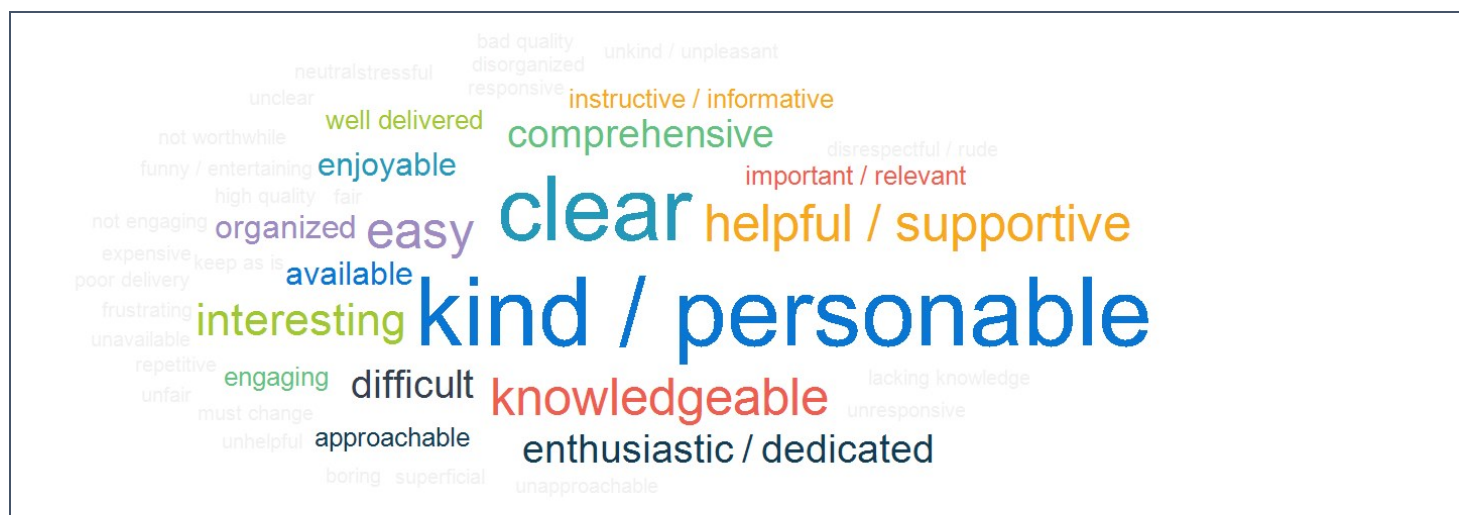 bad quality
unkind / unpleasant
disorganized
neutral
stressful
responsive
unclear
instructive / informative
well delivered
comprehensive
not worthwhile
disrespectful / rude
funny / entertaining
enjoyable
important / relevant
high quality
fair
clear
helpful / supportive
not engaging
organized
easy
expensive
keep as is
available
poor delivery
kind / personable
frustrating
interesting
unavailable
repetitive
engaging
difficult
knowledgeable
lacking knowledge
unfair
must change
unresponsive
unhelpful
approachable
enthusiastic / dedicated
boring
superficial
unapproachable